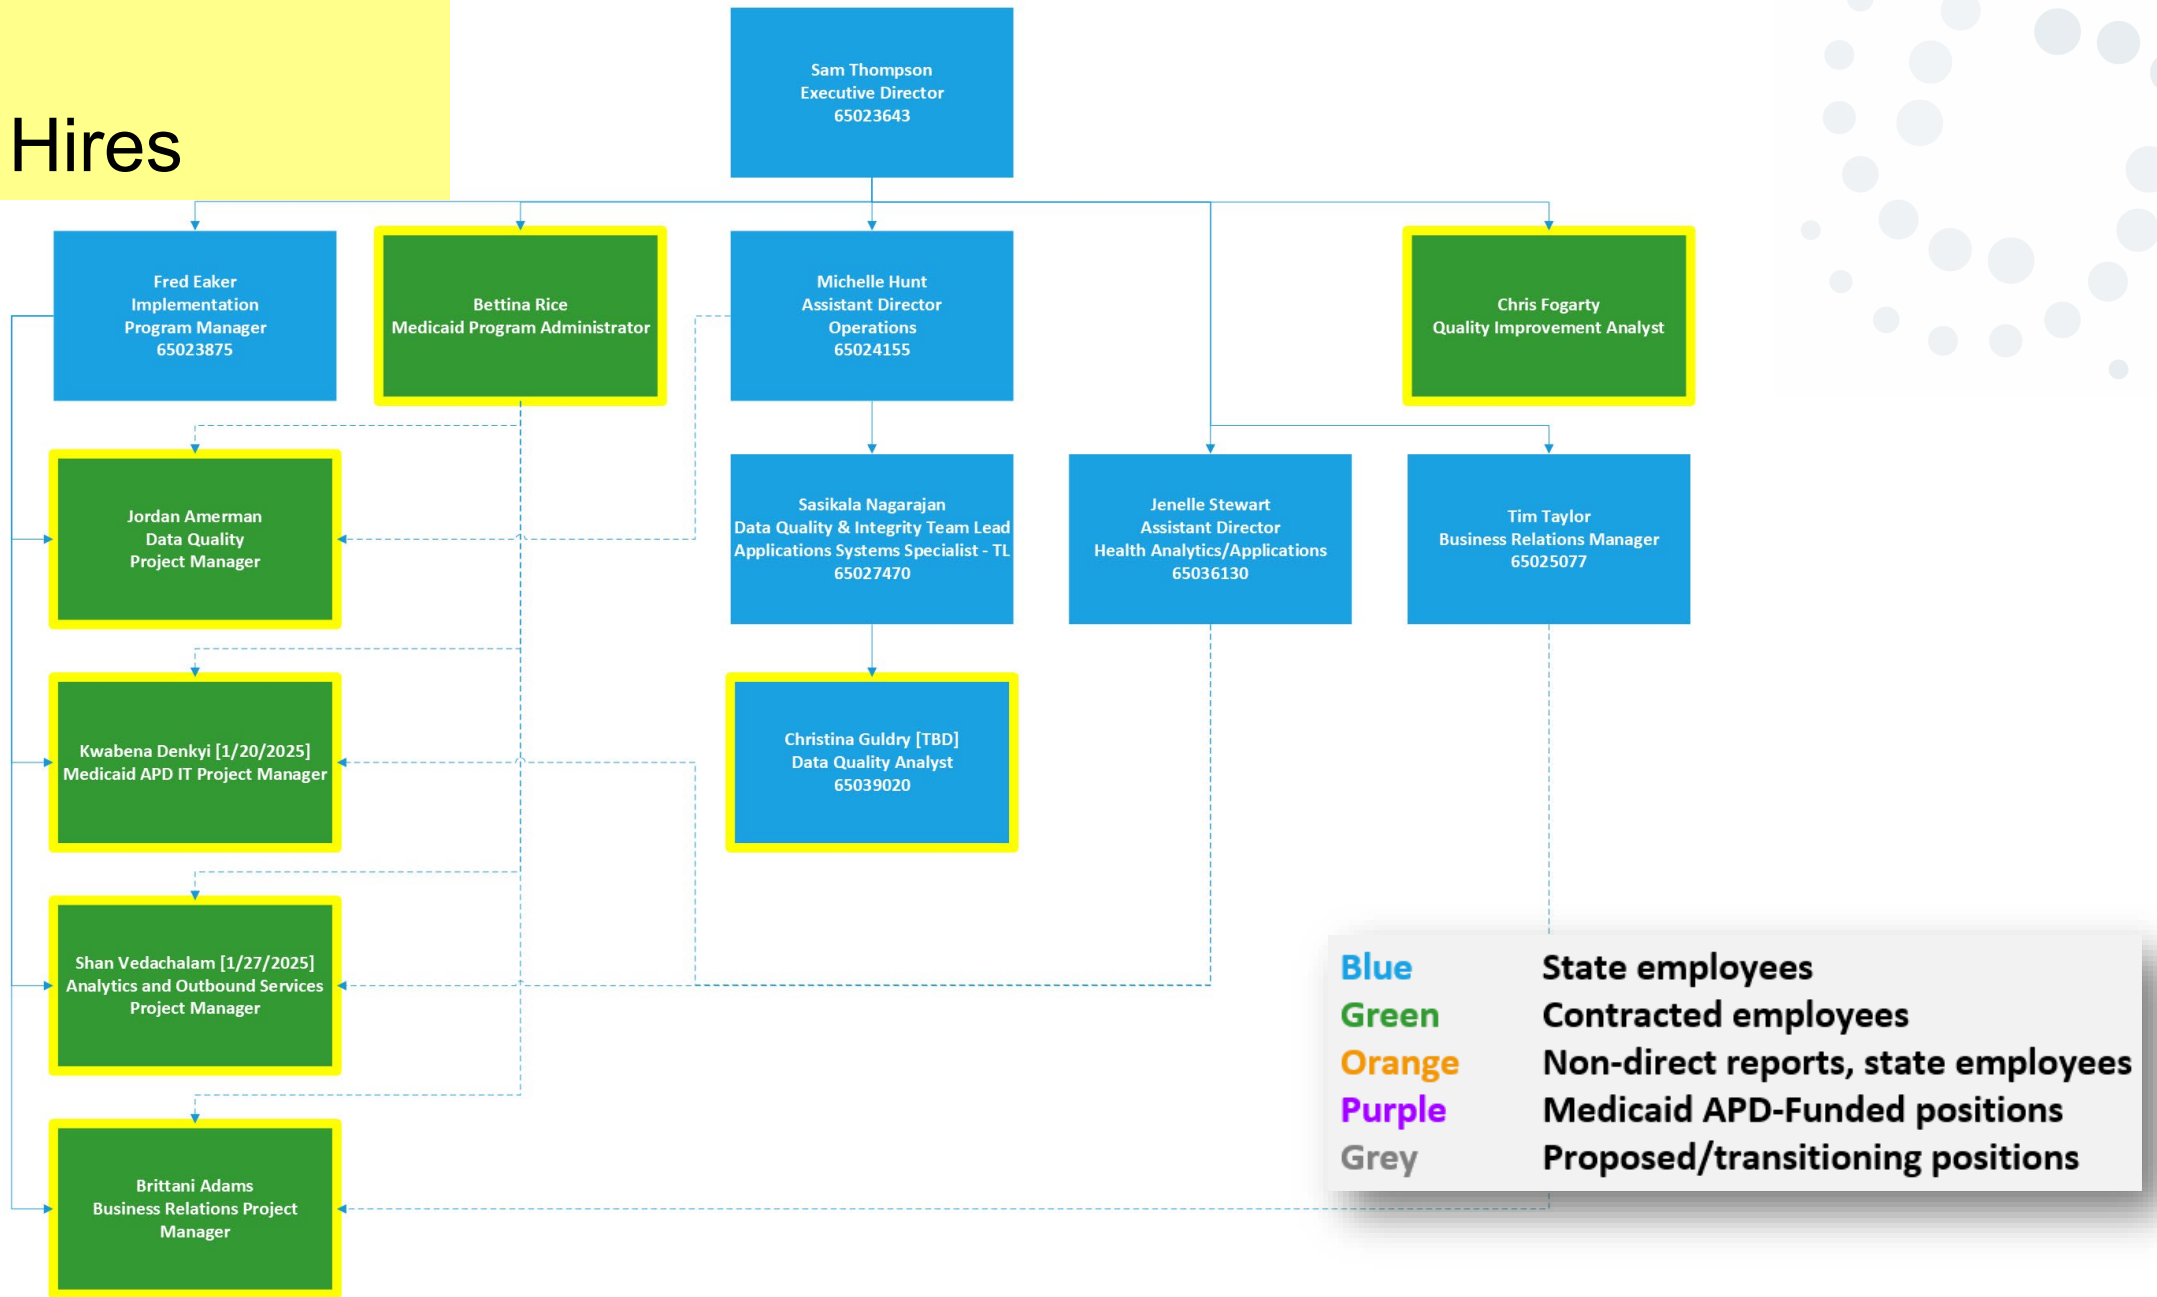 Hires
Sam Thompson
Executive Director
65023643
Fred Eaker
Implementation
Program Manager
65023875
Bettina Rice
Medicaid Program Administrator
Michelle Hunt
Assistant Director
Operations
65024155
Chris Fogarty
Quality Improvement Analyst
Jordan Amerman
Data Quality
Project Manager
Sasikala Nagarajan
Data Quality & Integrity Team Lead
Applications Systems Specialist - TL
65027470
Jenelle Stewart
Assistant Director
Health Analytics/Applications
65036130
Tim Taylor
Business Relations Manager
65025077
Kwabena Denkyi [1/20/2025]
Medicaid APD IT Project Manager
Christina Guldry [TBD]
Data Quality Analyst
65039020
Shan Vedachalam [1/27/2025]
Analytics and Outbound Services
Project Manager
Brittani Adams
Business Relations Project
Manager
Blue State employees
Green Contracted employees
Orange Non-direct reports, state employees
Purple Medicaid APD-Funded positions
Grey Proposed/transitioning positions